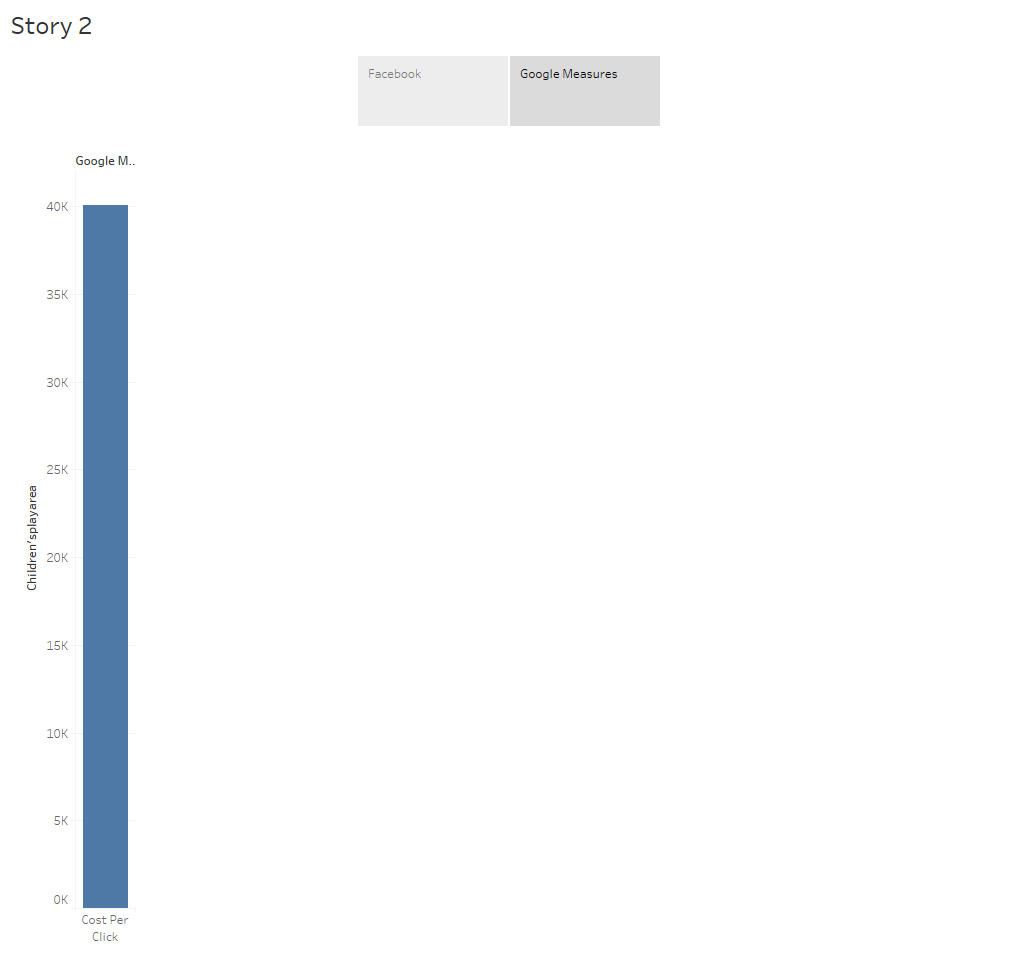 Story 2
Facebook
Google Measures
Google M..
40K
35K
30K
25K
20K
15K
10K
5K
0K
Children'splayarea
Cost Per
Click